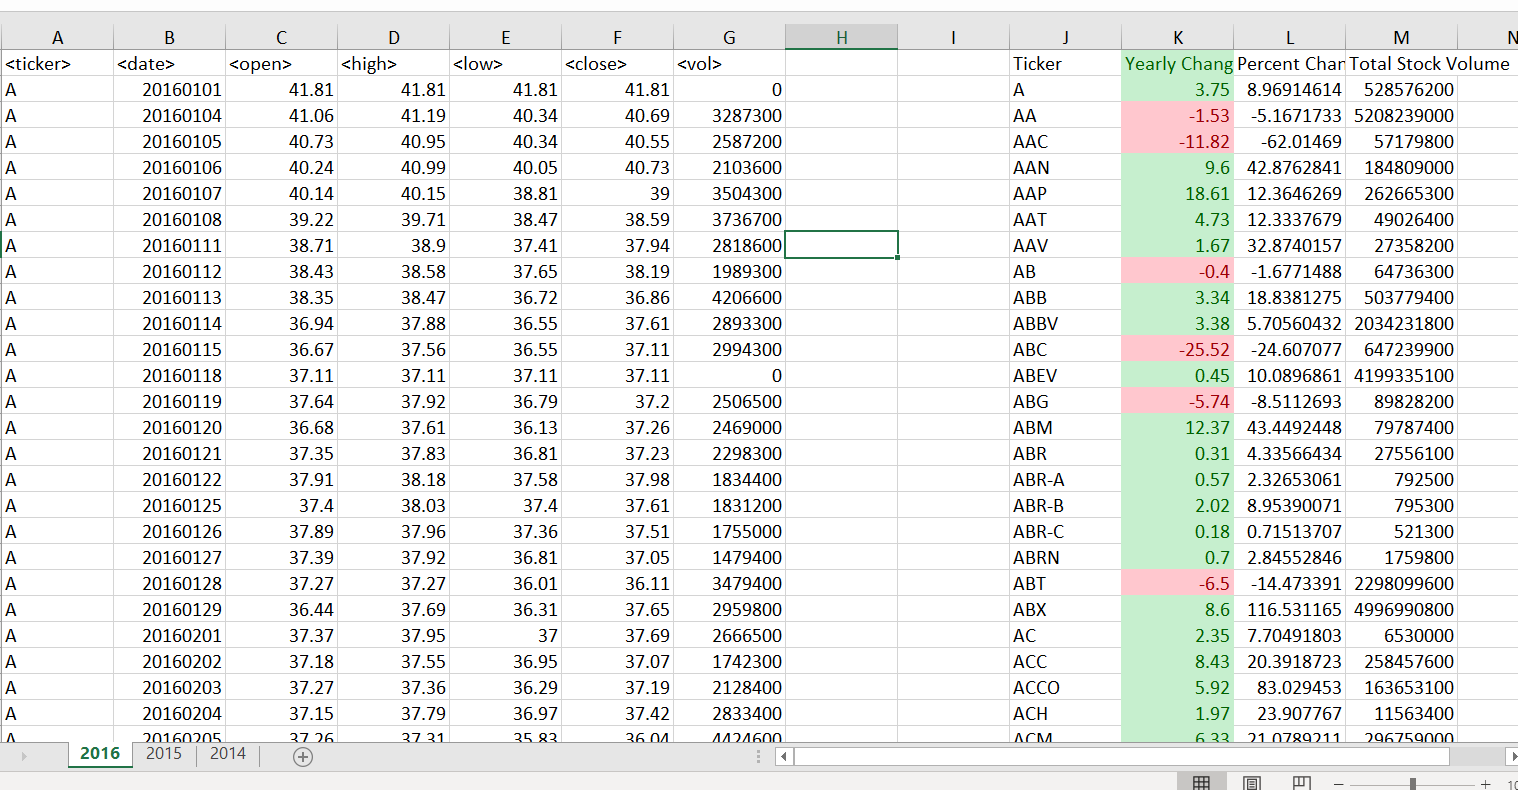 A B C D E F G H I J K L M N
<ticker> <date> <open> <high> <low> <close> <vol> Ticker Yearly Chang Percent Char Total Stock Volume
A 20160101 41.81 41.81 41.81 41.81 0 A 3.75 8.96914614 528576200
A 20160104 41.06 41.19 40.34 40.69 3287300 AA -1.53 -5.1671733 5208239000
A 20160105 40.73 40.95 40.34 40.55 2587200 AAC -11.82 -62.01469 57179800
A 20160106 40.24 40.99 40.05 40.73 2103600 AAN 9.6 42.8762841 184809000
A 20160107 40.14 40.15 38.81 39 3504300 AAP 18.61 12.3646269 262665300
A 20160108 39.22 39.71 38.47 38.59 3736700 AAT 4.73 12.3337679 49026400
A 20160111 38.71 38.9 37.41 37.94 2818600 AAV 1.67 32.8740157 27358200
A 20160112 38.43 38.58 37.65 38.19 1989300 AB -0.4 -1.6771488 64736300
A 20160113 38.35 38.47 36.72 36.86 4206600 ABB 3.34 18.8381275 503779400
A 20160114 36.94 37.88 36.55 37.61 2893300 ABBV 3.38 5.70560432 2034231800
A 20160115 36.67 37.56 36.55 37.11 2994300 ABC -25.52 -24.607077 647239900
A 20160118 37.11 37.11 37.11 37.11 0 ABEV 0.45 10.0896861 4199335100
A 20160119 37.64 37.92 36.79 37.2 2506500 ABG -5.74 -8.5112693 89828200
A 20160120 36.68 37.61 36.13 37.26 2469000 ABM 12.37 43.4492448 79787400
A 20160121 37.35 37.83 36.81 37.23 2298300 ABR 0.31 4.33566434 27556100
A 20160122 37.91 38.18 37.58 37.98 1834400 ABR-A 0.57 2.32653061 792500
A 20160125 37.4 38.03 37.4 37.61 1831200 ABR-B 2.02 8.95390071 795300
A 20160126 37.89 37.96 37.36 37.51 1755000 ABR-C 0.18 0.71513707 521300
A 20160127 37.39 37.92 36.81 37.05 1479400 ABRN 0.7 2.84552846 1759800
A 20160128 37.27 37.27 36.01 36.11 3479400 ABT -6.5 -14.473391 2298099600
A 20160129 36.44 37.69 36.31 37.65 2959800 ABX 8.6 116.531165 4996990800
A 20160201 37.37 37.95 37 37.69 2666500 AC 2.35 7.70491803 6530000
A 20160202 37.18 37.55 36.95 37.07 1742300 ACC 8.43 20.3918723 258457600
A 20160203 37.27 37.36 36.29 37.19 2128400 ACCO 5.92 83.029453 163653100
A 20160204 37.15 37.79 36.97 37.42 2833400 ACH 1.97 23.907767 11563400
A 20160205 37.26 37.31 35.83 36.04 4424600 ACM 6.33 21.0789211 296759000
2016 2015 2014